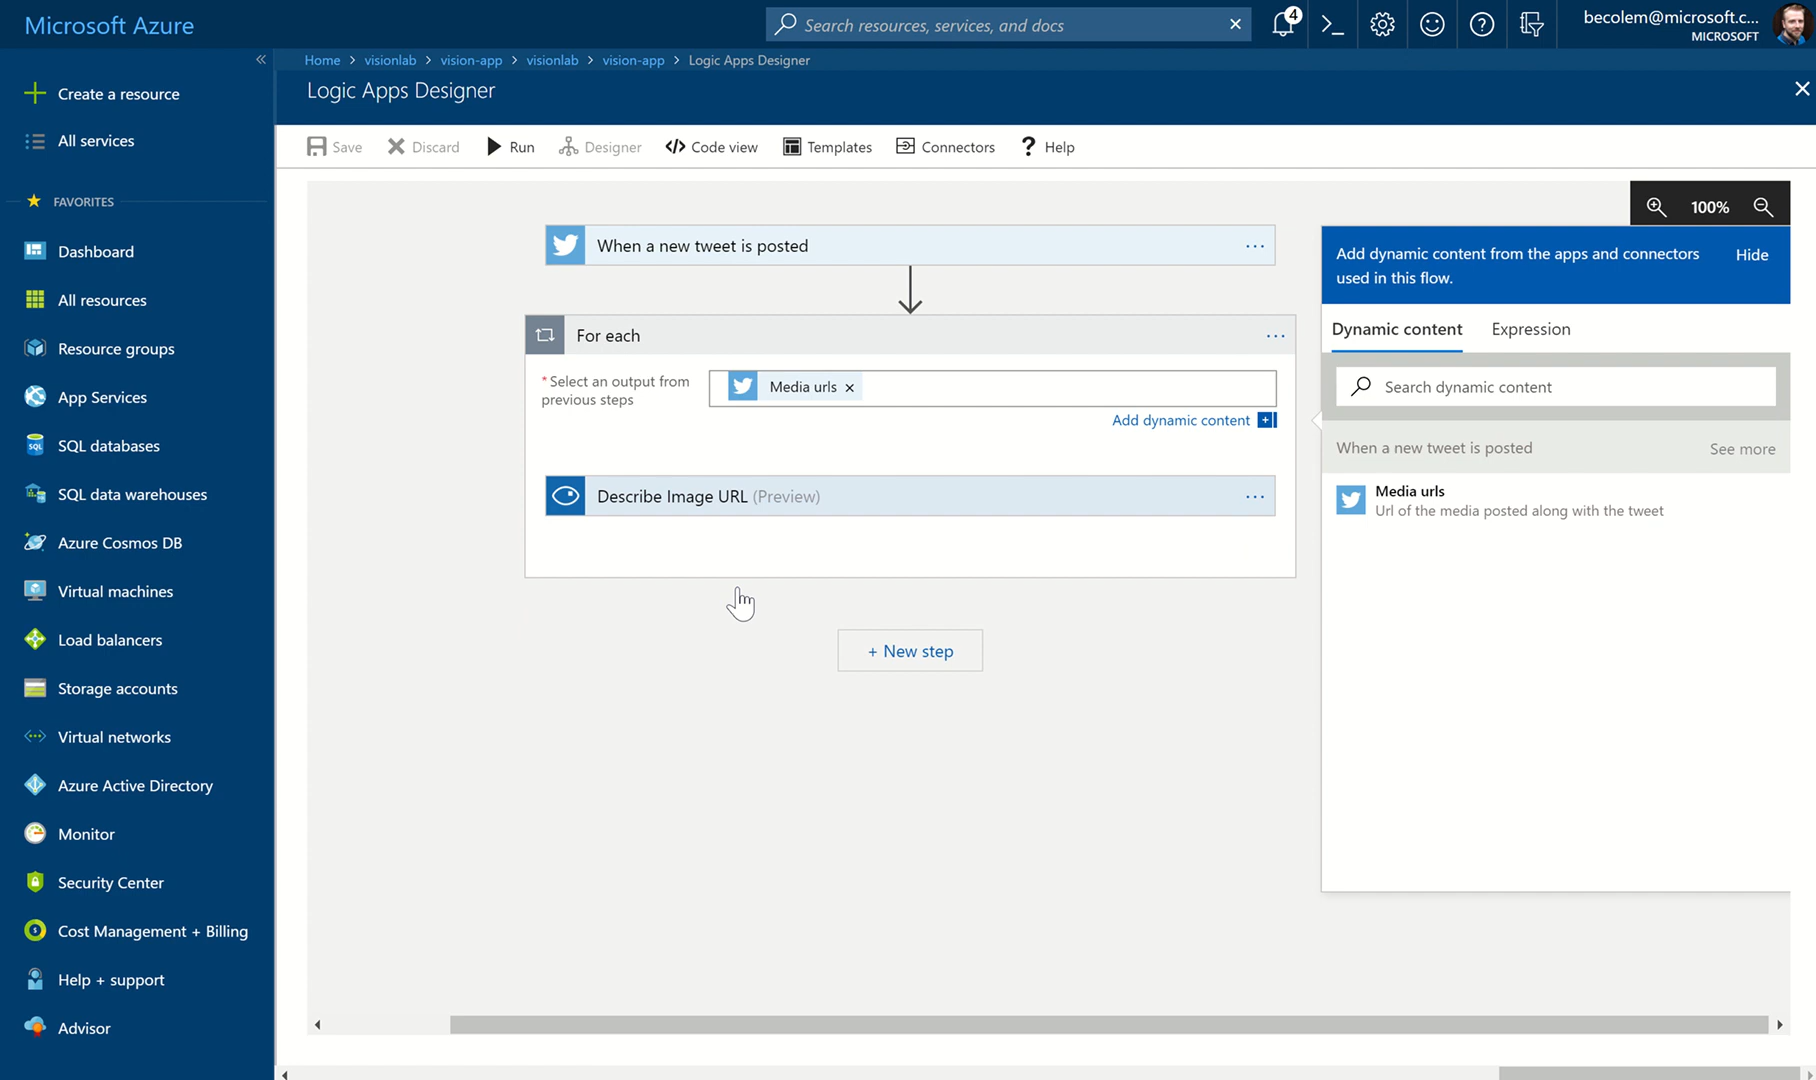 Microsoft Azure
Search resources, services, and docs
4
becolem@microsoft.c...
MICROSOFT
Home > visionlab > vision-app > visionlab > vision-app > Logic Apps Designer
Logic Apps Designer
Create a resource
All services
FAVORITES
Dashboard
All resources
Resource groups
App Services
SQL databases
SQL data warehouses
Azure Cosmos DB
Virtual machines
Load balancers
Storage accounts
Virtual networks
Azure Active Directory
Monitor
Security Center
Cost Management + Billing
Help + support
Advisor
Save
Discard
Run
Designer
Code view
Templates
Connectors
Help
100%
When a new tweet is posted
For each
*Select an output from
previous steps
Media urls
Add dynamic content
Describe Image URL (Preview)
+ New step
Add dynamic content from the apps and connectors
used in this flow.
Hide
Dynamic content
Expression
Search dynamic content
When a new tweet is posted
See more
Media urls
Url of the media posted along with the tweet